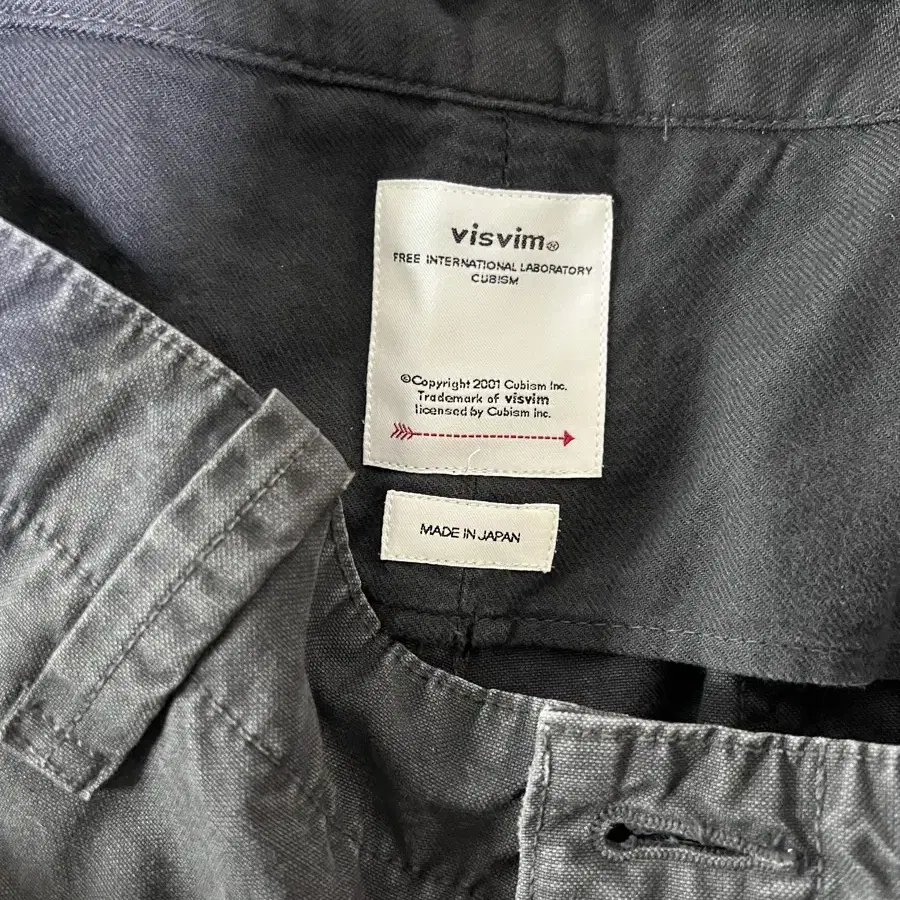 visvim®
FREE INTERNATIONAL LABORATORY
CUBISM
©Copyright 2001 Cubism Inc.
Trademark of visvim
licensed by Cubism Inc.
MADE IN JAPAN